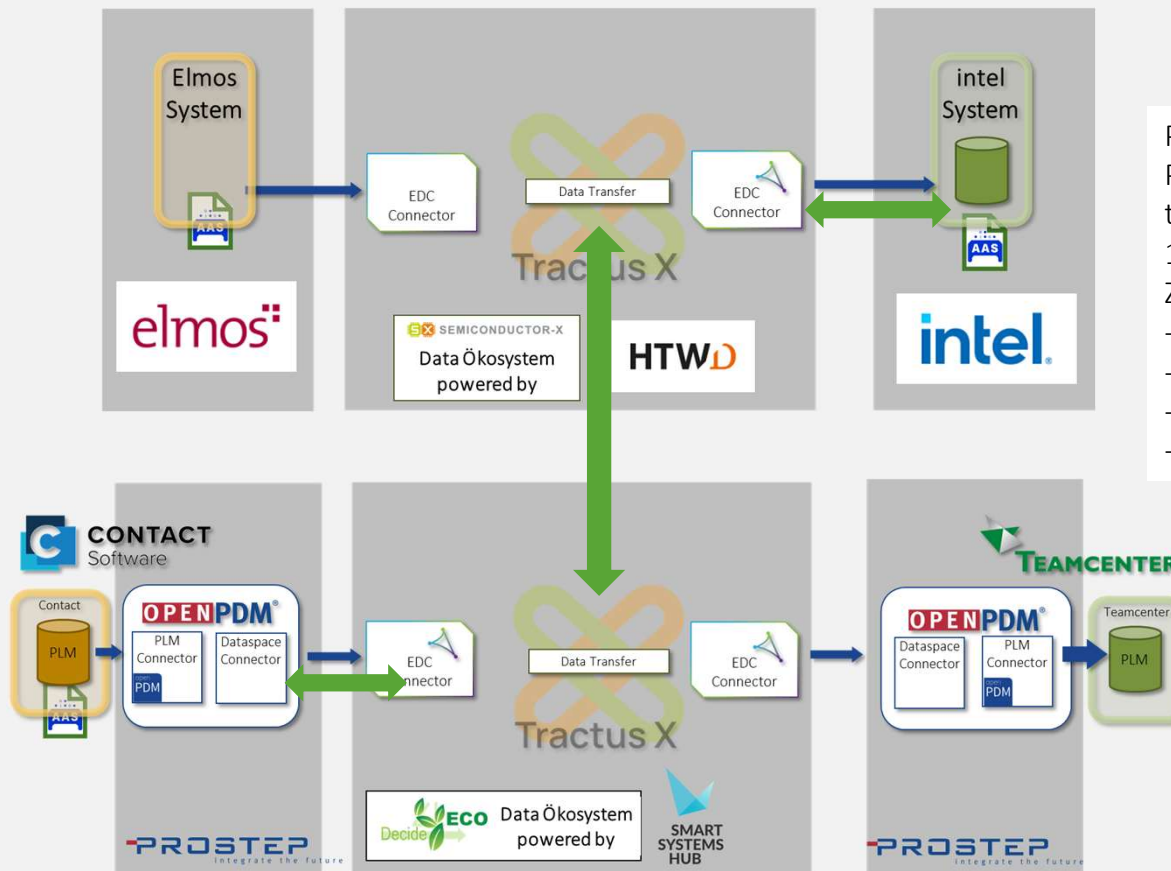 Elmos
System
AAS
elmos
EDC
Connector
Data Transfer
Tractus X
EDC
Connector
intel
System
AAS
intel.
SX SEMICONDUCTOR-X
Data Ökosystem
powered by
HTWD
CONTACT
Software
Contact
PLM
AAS
OPENPDM®
PLM
Connector
open
PDM
Dataspace
Connector
PROSTEP
integrate the future
EDC
Connector
Data Transfer
Tractus X
EDC
Connector
Decide ECO
Data Ökosystem
powered by
SMART
SYSTEMS
HUB
TEAMCENTER
OPENPDM®
Dataspace
Connector
PLM
Connector
open
PDM
Teamcenter
PLM
PROSTEP
integrate the future